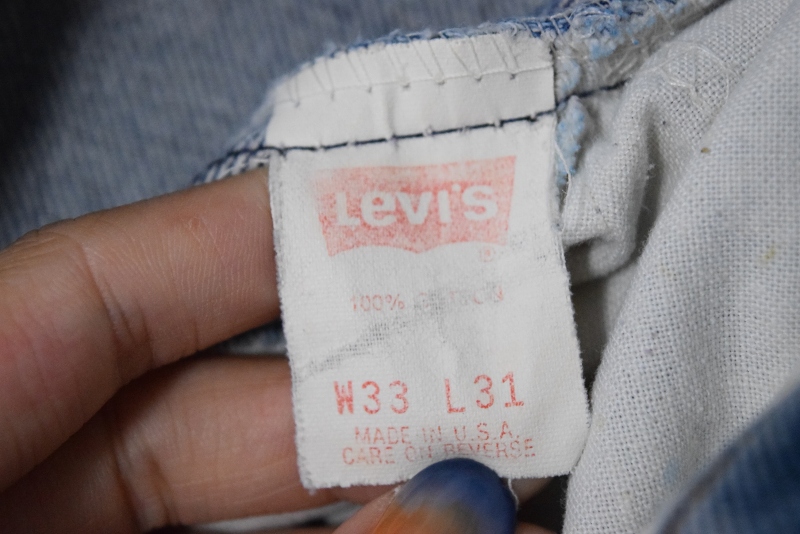 Levi's
®
100% COTTON
W33 L31
MADE IN U.S.A.
CARE ON REVERSE